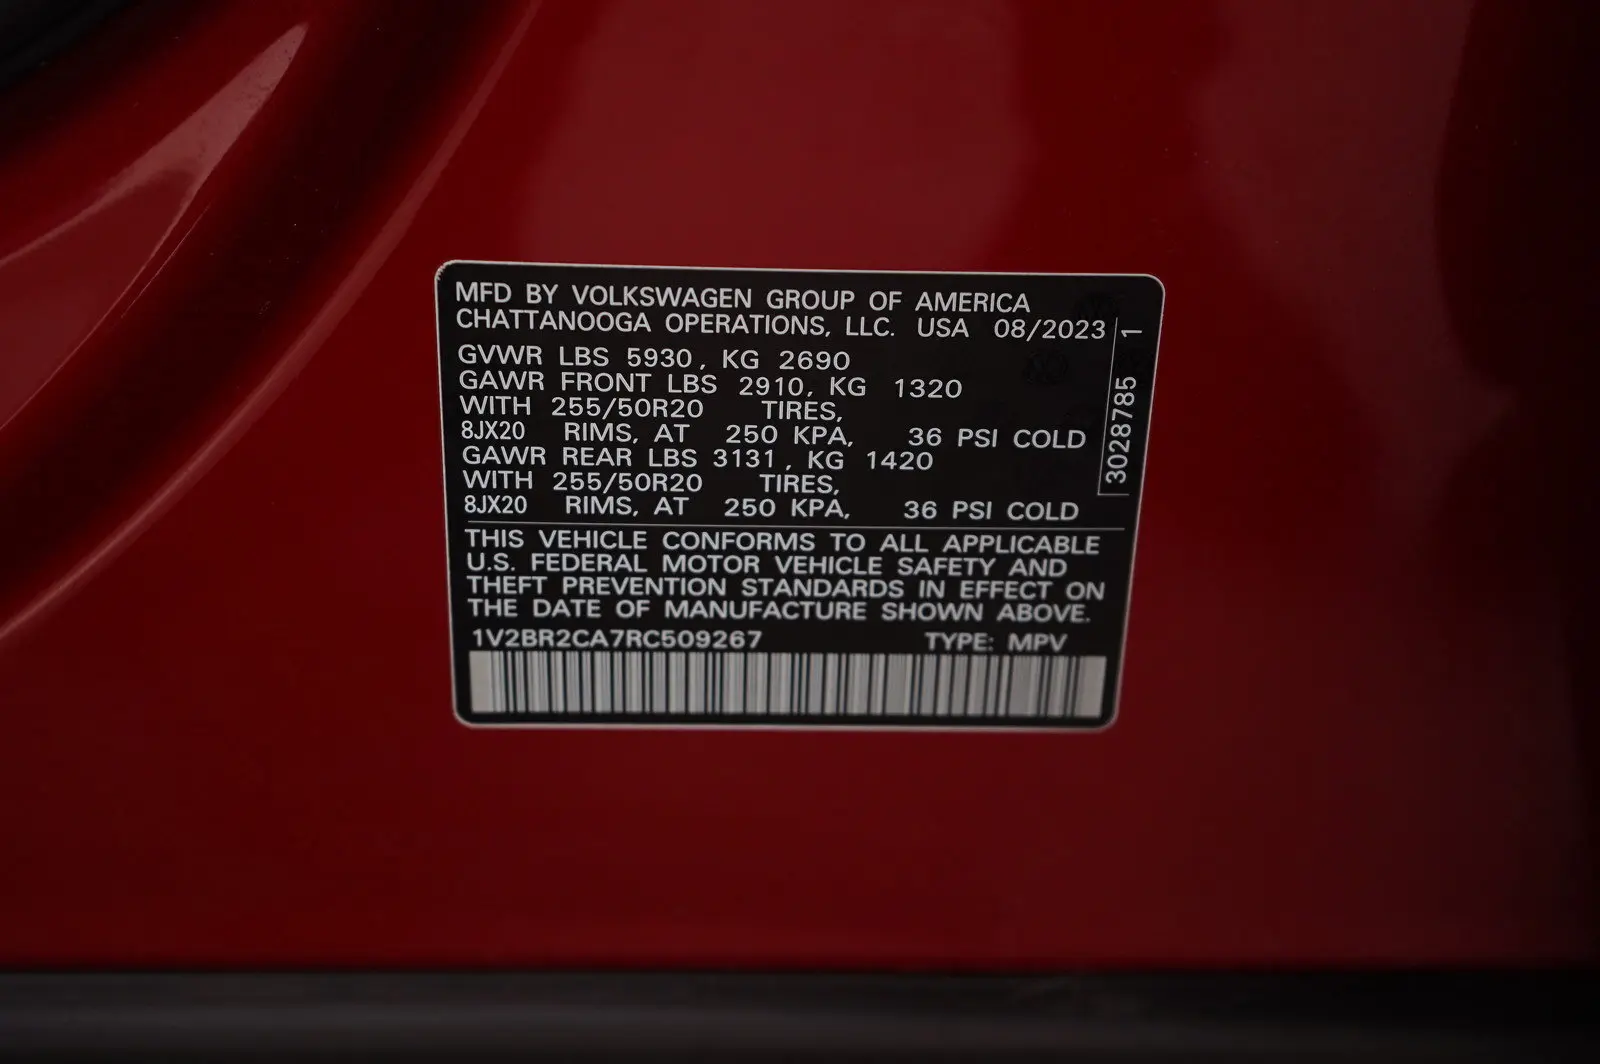 MFD BY VOLKSWAGEN GROUP OF AMERICA
CHATTANOOGA OPERATIONS, LLC. USA 08/2023
GVWR LBS 5930, KG 2690
GAWR FRONT LBS 2910, KG 1320
WITH 255/50R20 TIRES,
8JX20 RIMS, AT 250 KPA, 36 PSI COLD
GAWR REAR LBS 3131, KG 1420
WITH 255/50R20 TIRES,
8JX20 RIMS, AT 250 KPA, 36 PSI COLD
3028785 1
THIS VEHICLE CONFORMS TO ALL APPLICABLE
U.S. FEDERAL MOTOR VEHICLE SAFETY AND
THEFT PREVENTION STANDARDS IN EFFECT ON
THE DATE OF MANUFACTURE SHOWN ABOVE.
1V2BR2CA7RC509267 TYPE: MPV